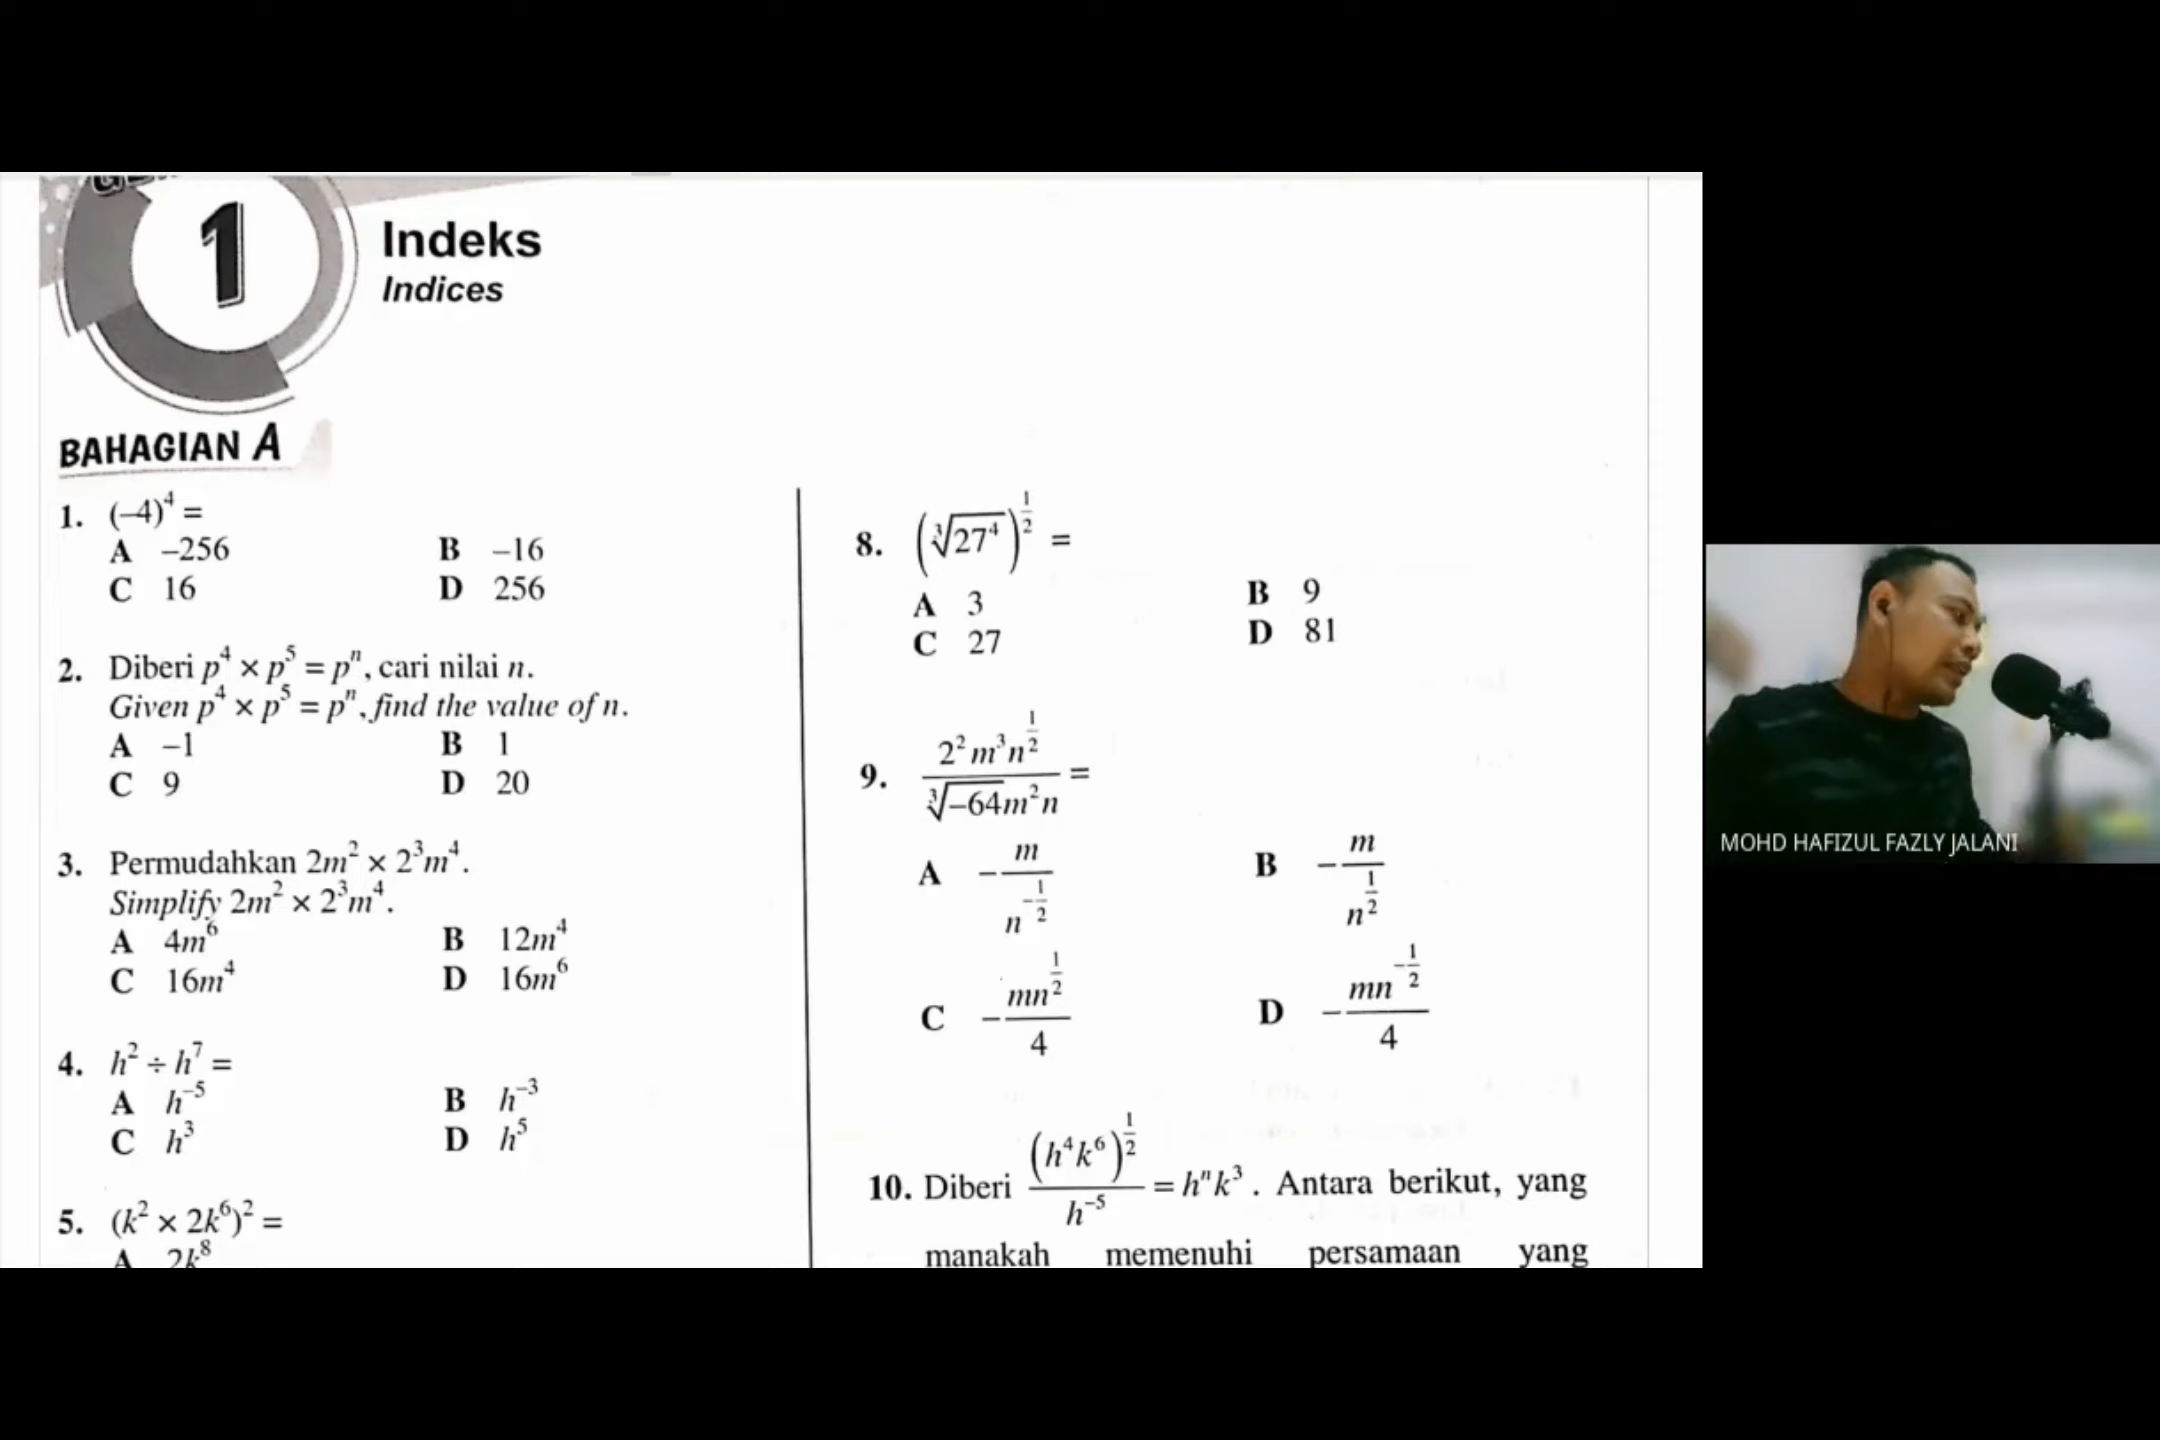 1
Indeks
Indices
BAHAGIAN A
1. (–4)⁴ =
A –256 B –16
C 16 D 256
2. Diberi p⁴ × p⁵ = pⁿ, cari nilai n.
Given p⁴ × p⁵ = pⁿ, find the value of n.
A –1 B 1
C 9 D 20
3. Permudahkan 2m² × 2³m⁴.
Simplify 2m² × 2³m⁴.
A 4m⁶ B 12m⁴
C 16m⁴ D 16m⁶
4. h² ÷ h⁷ =
A h⁻⁵ B h⁻³
C h³ D h⁵
5. (k² × 2k⁶)² =
A 2k⁸
8. (∛27⁴)^(1/2) =
A 3 B 9
C 27 D 81
9. 2²m³n^(1/2) / ∛–64m²n =
A –m/n^(–1/2) B –m/n^(1/2)
C –mn^(1/2)/4 D –mn^(–1/2)/4
10. Diberi (h⁴k⁶)^(1/2) / h⁻⁵ = hⁿk³. Antara berikut, yang
manakah memenuhi persamaan yang
MOHD HAFIZUL FAZLY JALANI